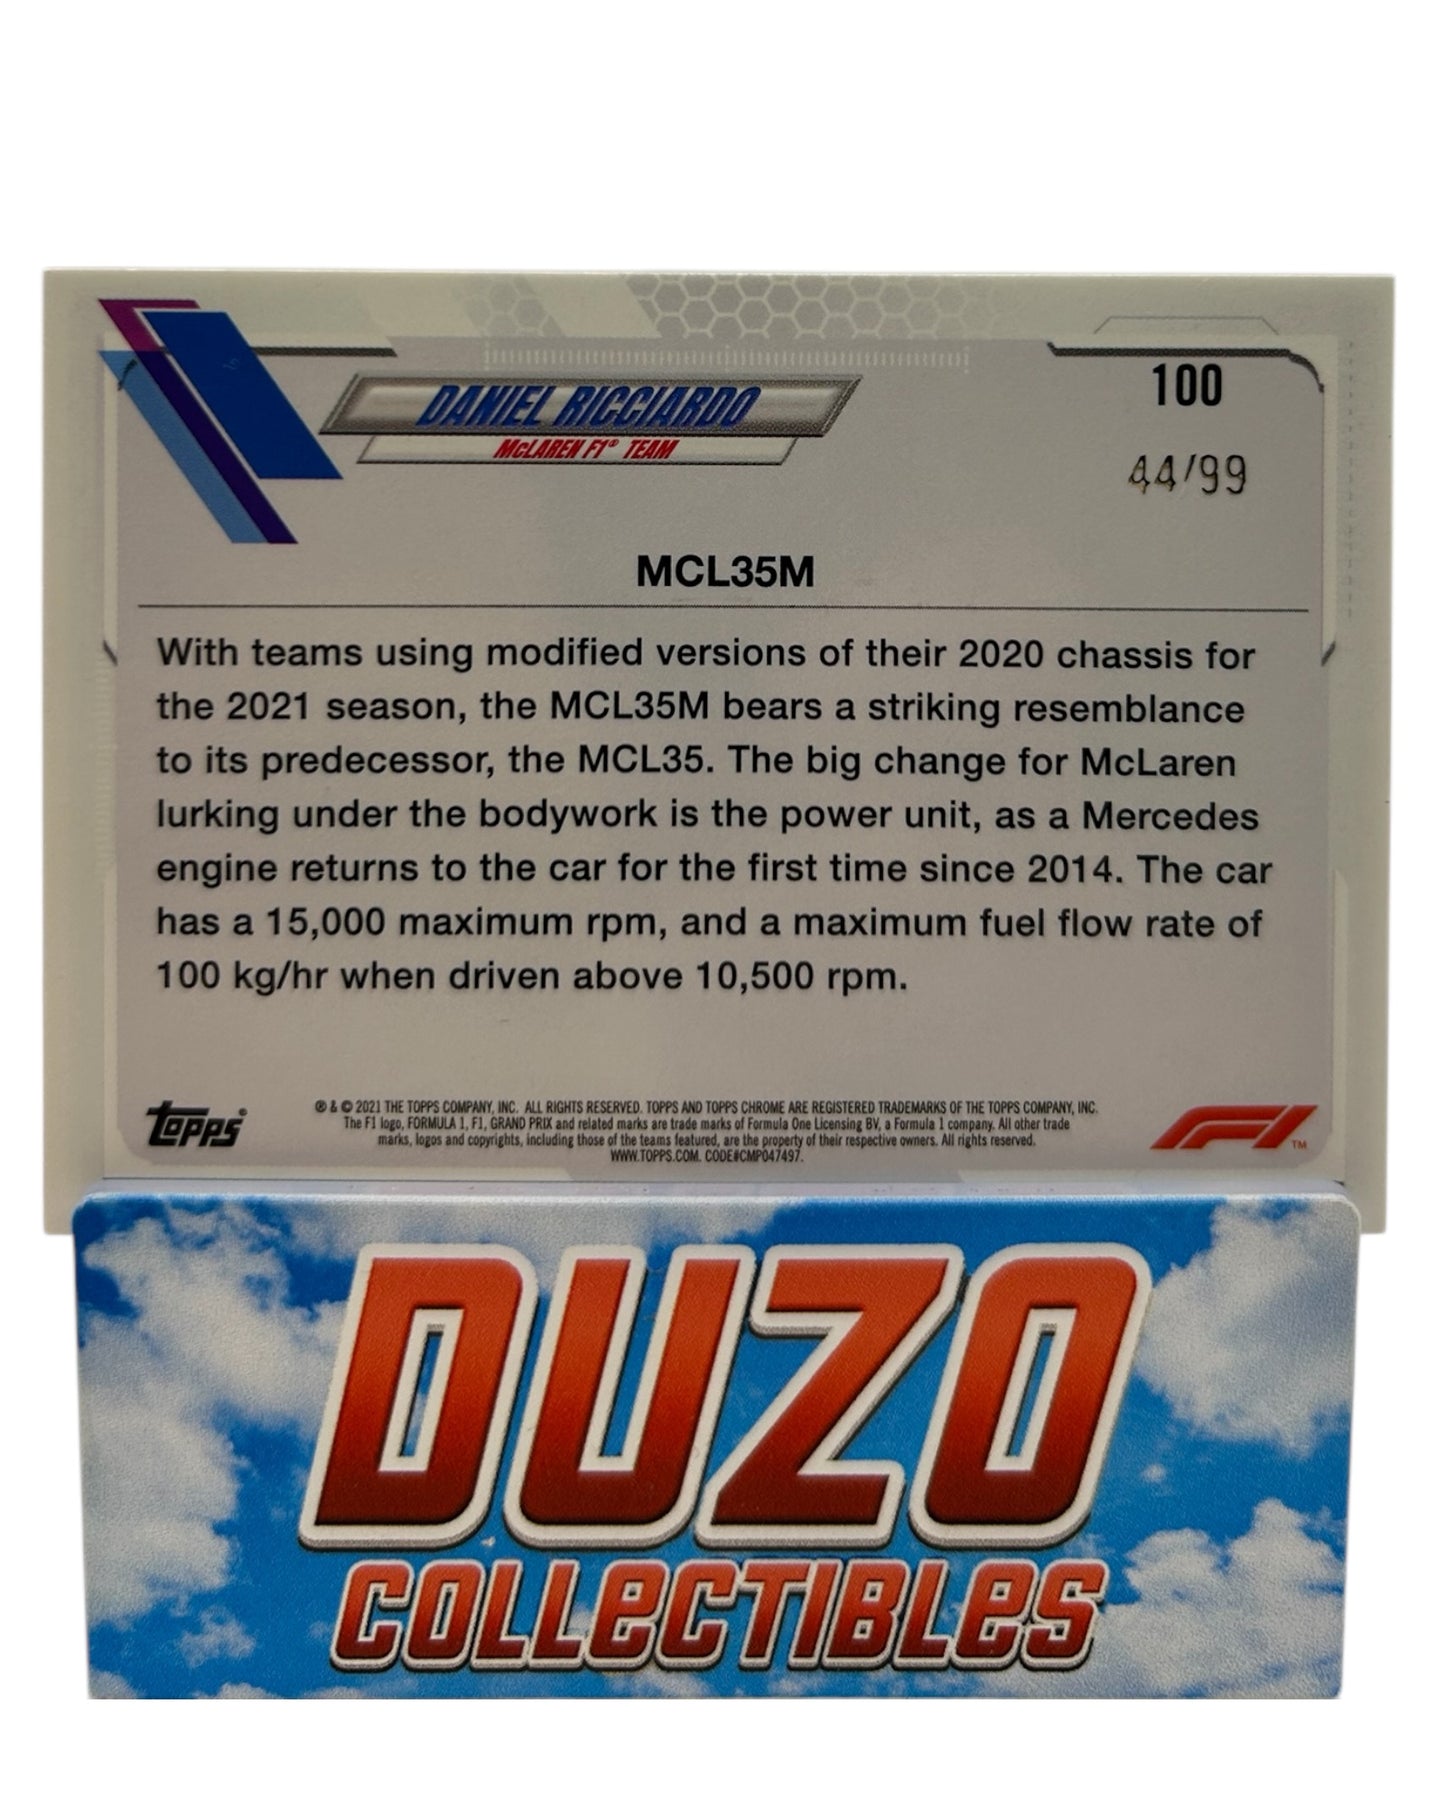 DANIEL RICCIARDO
McLAREN F1® TEAM
100
44/99
MCL35M
With teams using modified versions of their 2020 chassis for
the 2021 season, the MCL35M bears a striking resemblance
to its predecessor, the MCL35. The big change for McLaren
lurking under the bodywork is the power unit, as a Mercedes
engine returns to the car for the first time since 2014. The car
has a 15,000 maximum rpm, and a maximum fuel flow rate of
100 kg/hr when driven above 10,500 rpm.
topps
® & © 2021 THE TOPPS COMPANY, INC. ALL RIGHTS RESERVED. TOPPS AND TOPPS CHROME ARE REGISTERED TRADEMARKS OF THE TOPPS COMPANY, INC.
The F1 logo, FORMULA 1, F1, GRAND PRIX and related marks are trade marks of Formula One Licensing BV, a Formula 1 company. All other trade
marks, logos and copyrights, including those of the teams featured, are the property of their respective owners. All rights reserved.
WWW.TOPPS.COM. CODE#CMP047497.
F1 TM
DUZO
COLLeCTIBLeS